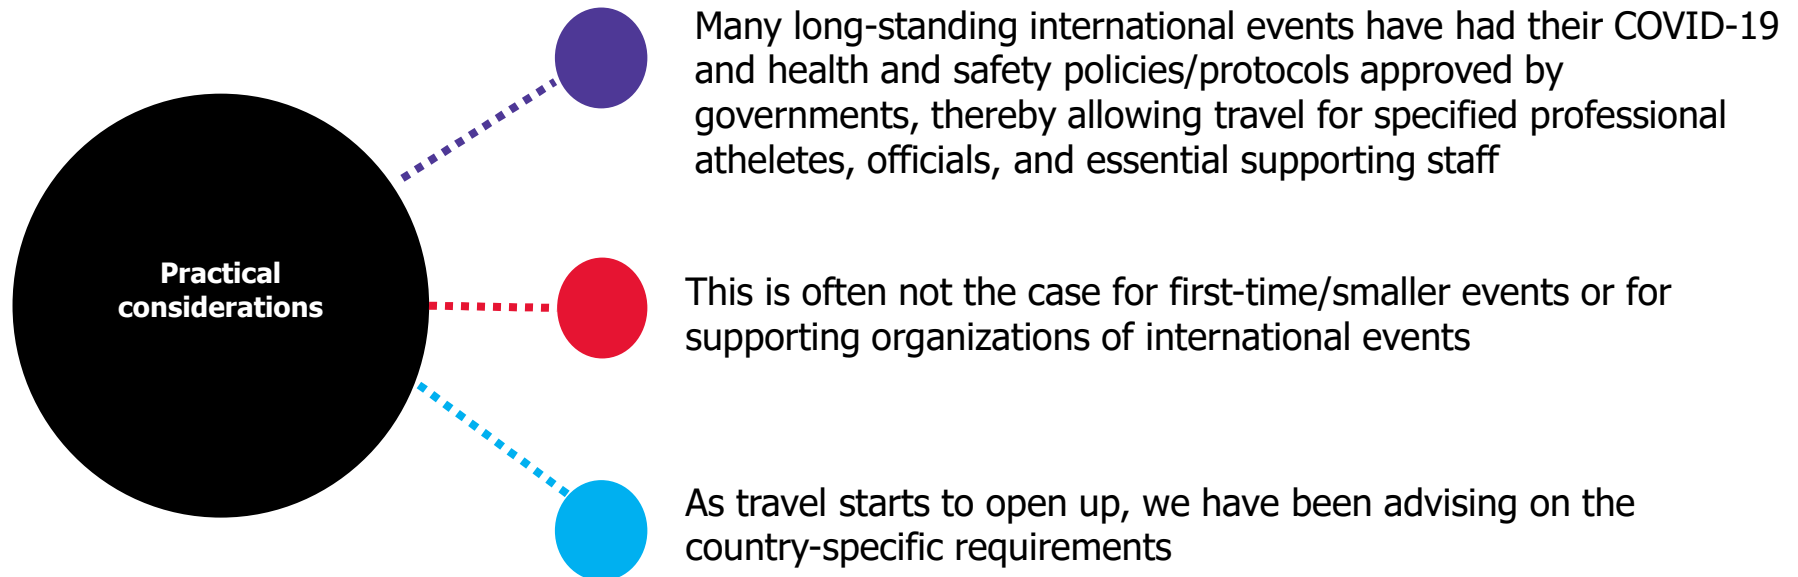 Practical
considerations
Many long-standing international events have had their COVID-19
and health and safety policies/protocols approved by
governments, thereby allowing travel for specified professional
atheletes, officials, and essential supporting staff
This is often not the case for first-time/smaller events or for
supporting organizations of international events
As travel starts to open up, we have been advising on the
country-specific requirements